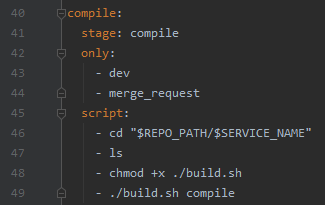 40 compile:
41   stage: compile
42   only:
43     - dev
44     - merge_request
45   script:
46     - cd "$REPO_PATH/$SERVICE_NAME"
47     - ls
48     - chmod +x ./build.sh
49     - ./build.sh compile